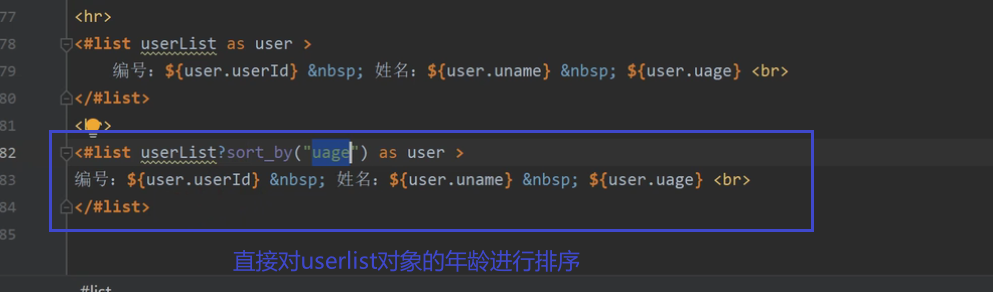 77 <hr>
78 <#list userList as user >
79 编号：${user.userId} &nbsp; 姓名：${user.uname} &nbsp; ${user.uage} <br>
80 </#list>
81 < >
82 <#list userList?sort_by("uage") as user >
83 编号：${user.userId} &nbsp; 姓名：${user.uname} &nbsp; ${user.uage} <br>
84 </#list>
85
直接对userlist对象的年龄进行排序
#list